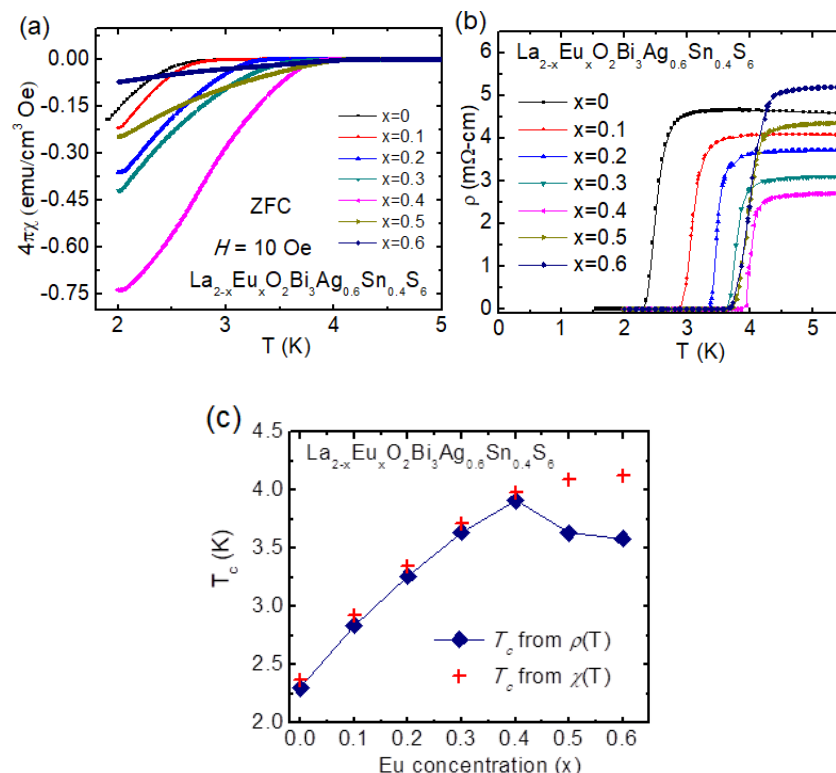 (a)
0.00
-0.15
-0.30
-0.45
-0.60
-0.75
4πχ (emu/cm³ Oe)
x=0
x=0.1
x=0.2
x=0.3
x=0.4
x=0.5
x=0.6
ZFC
H = 10 Oe
La₂₋ₓEuₓO₂Bi₃Ag₀.₆Sn₀.₄S₆
2 3 4 5
T (K)
(b)
La₂₋ₓEuₓO₂Bi₃Ag₀.₆Sn₀.₄S₆
6
5
4
3
2
1
0
ρ (mΩ-cm)
x=0
x=0.1
x=0.2
x=0.3
x=0.4
x=0.5
x=0.6
0 1 2 3 4 5
T (K)
(c)
La₂₋ₓEuₓO₂Bi₃Ag₀.₆Sn₀.₄S₆
4.5
4.0
3.5
3.0
2.5
2.0
T_c (K)
T_c from ρ(T)
T_c from χ(T)
0.0 0.1 0.2 0.3 0.4 0.5 0.6
Eu concentration (x)